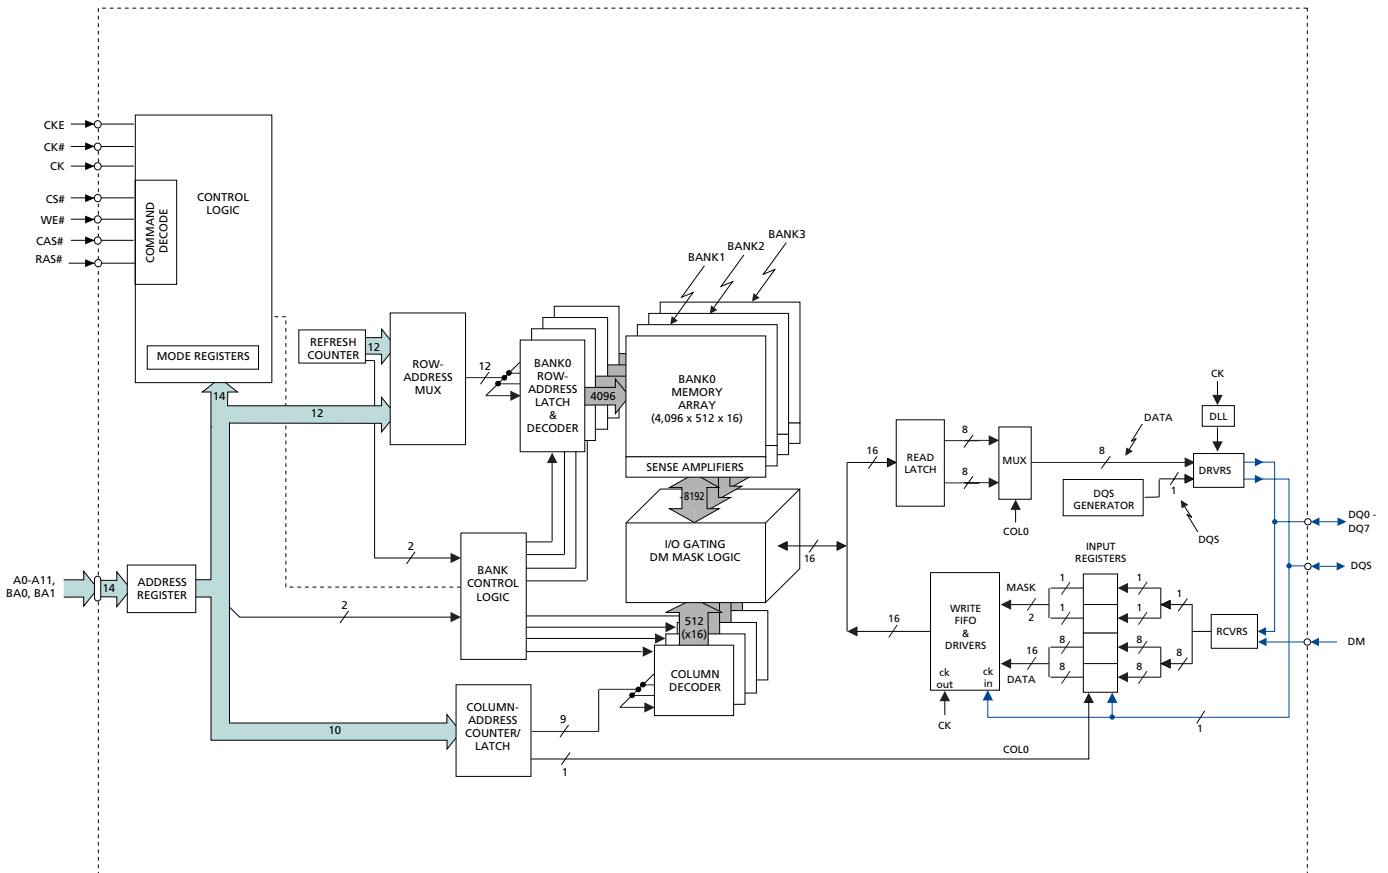 CKE
CK#
CK
CS#
WE#
CAS#
RAS#
COMMAND
DECODE
CONTROL
LOGIC
MODE REGISTERS
14
REFRESH
COUNTER
12
12
ROW-
ADDRESS
MUX
12
BANK0
ROW-
ADDRESS
LATCH
&
DECODER
4096
BANK1
BANK2
BANK3
BANK0
MEMORY
ARRAY
(4,096 x 512 x 16)
SENSE AMPLIFIERS
8192
I/O GATING
DM MASK LOGIC
16
16
READ
LATCH
8
8
MUX
COL0
DATA
8
CK
DLL
DRVRS
DQS
GENERATOR
1
DQS
DQ0 -
DQ7
DQS
DM
A0-A11,
BA0, BA1
14
ADDRESS
REGISTER
2
2
BANK
CONTROL
LOGIC
512
(x16)
COLUMN
DECODER
10
COLUMN-
ADDRESS
COUNTER/
LATCH
9
1
COL0
16
WRITE
FIFO
&
DRIVERS
ck
out
ck
in
CK
MASK
2
16
DATA
INPUT
REGISTERS
1
1
8
8
1
1
8
8
1
8
RCVRS
1